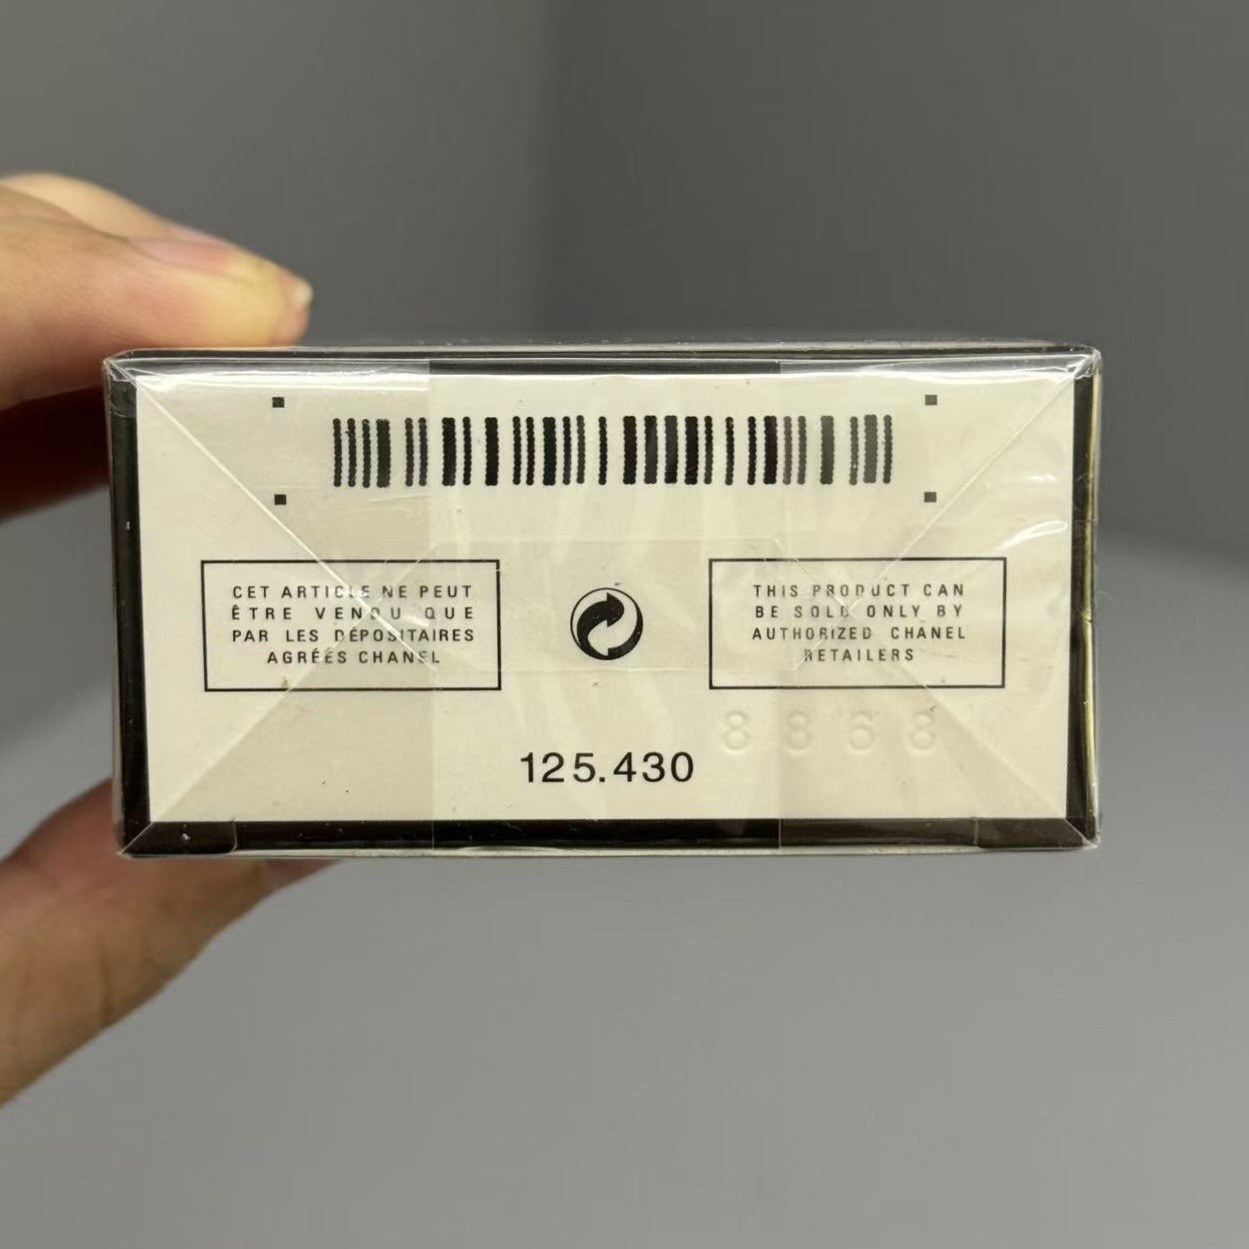 CET ARTICLE NE PEUT
ÊTRE VENDU QUE
PAR LES DÉPOSITAIRES
AGRÉÉS CHANEL
THIS PRODUCT CAN
BE SOLD ONLY BY
AUTHORIZED CHANEL
RETAILERS
8868
125.430